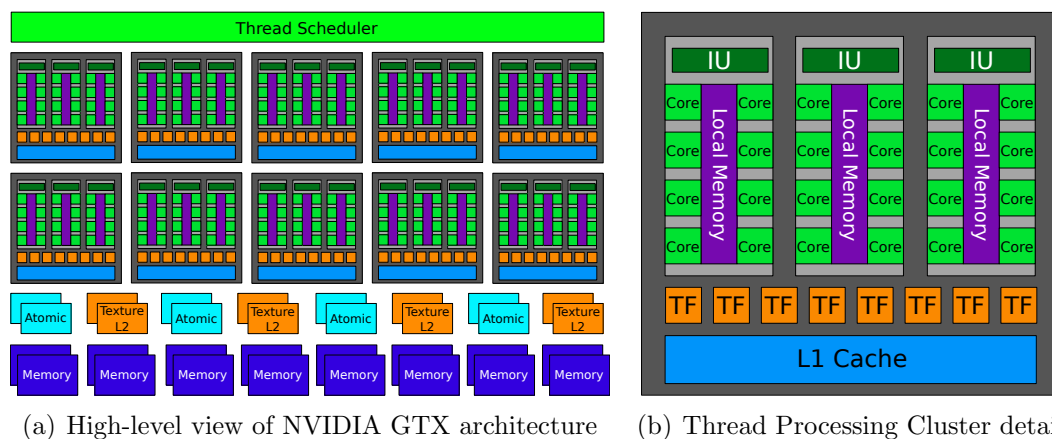 Thread Scheduler
Atomic
Texture
L2
Atomic
Texture
L2
Atomic
Texture
L2
Atomic
Texture
L2
Memory Memory Memory Memory Memory Memory Memory Memory
(a) High-level view of NVIDIA GTX architecture
IU IU IU
Core Local Memory Core Core Local Memory Core Core Local Memory Core
Core Core Core Core Core Core
Core Core Core Core Core Core
Core Core Core Core Core Core
TF TF TF TF TF TF TF TF
L1 Cache
(b) Thread Processing Cluster detai